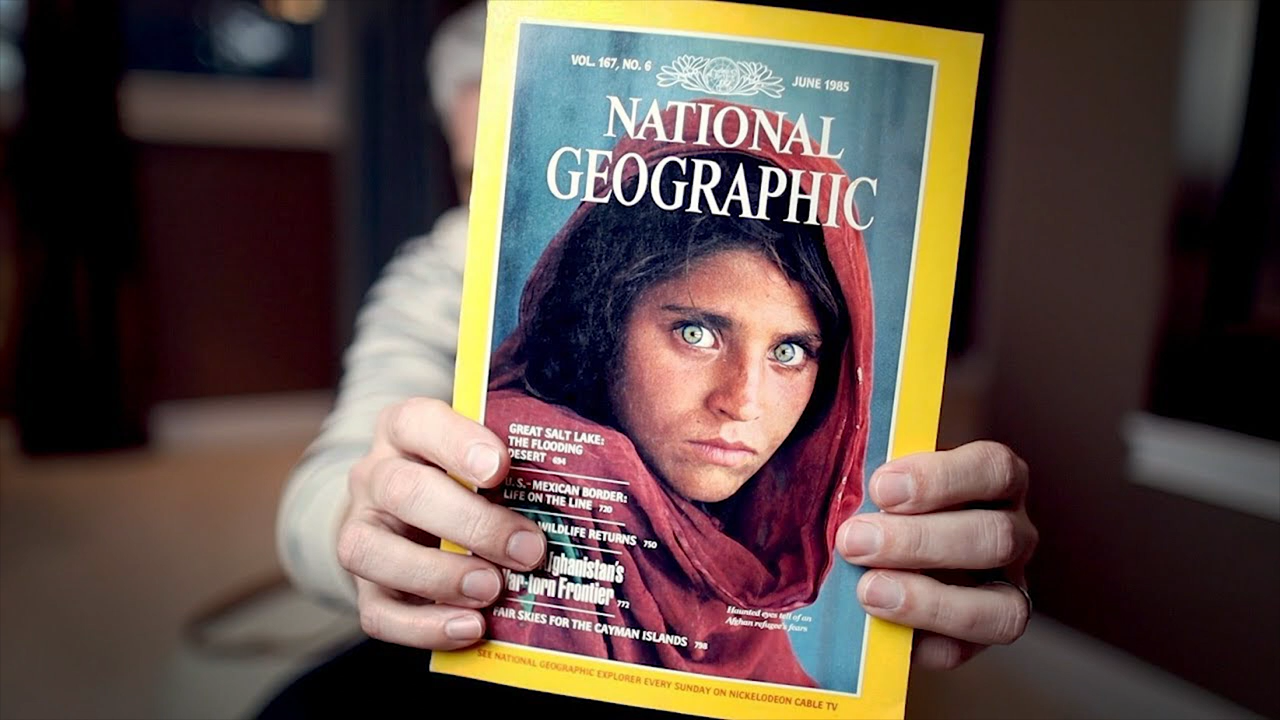 VOL. 167, NO. 6
JUNE 1985
NATIONAL
GEOGRAPHIC
GREAT SALT LAKE:
THE FLOODING
DESERT 694
U.S.-MEXICAN BORDER:
LIFE ON THE LINE 720
WILDLIFE RETURNS 750
fghanistan's
ar-torn Frontier 772
FAIR SKIES FOR THE CAYMAN ISLANDS 798
Haunted eyes tell of an
Afghan refugee's fears
SEE NATIONAL GEOGRAPHIC EXPLORER EVERY SUNDAY ON NICKELODEON CABLE TV